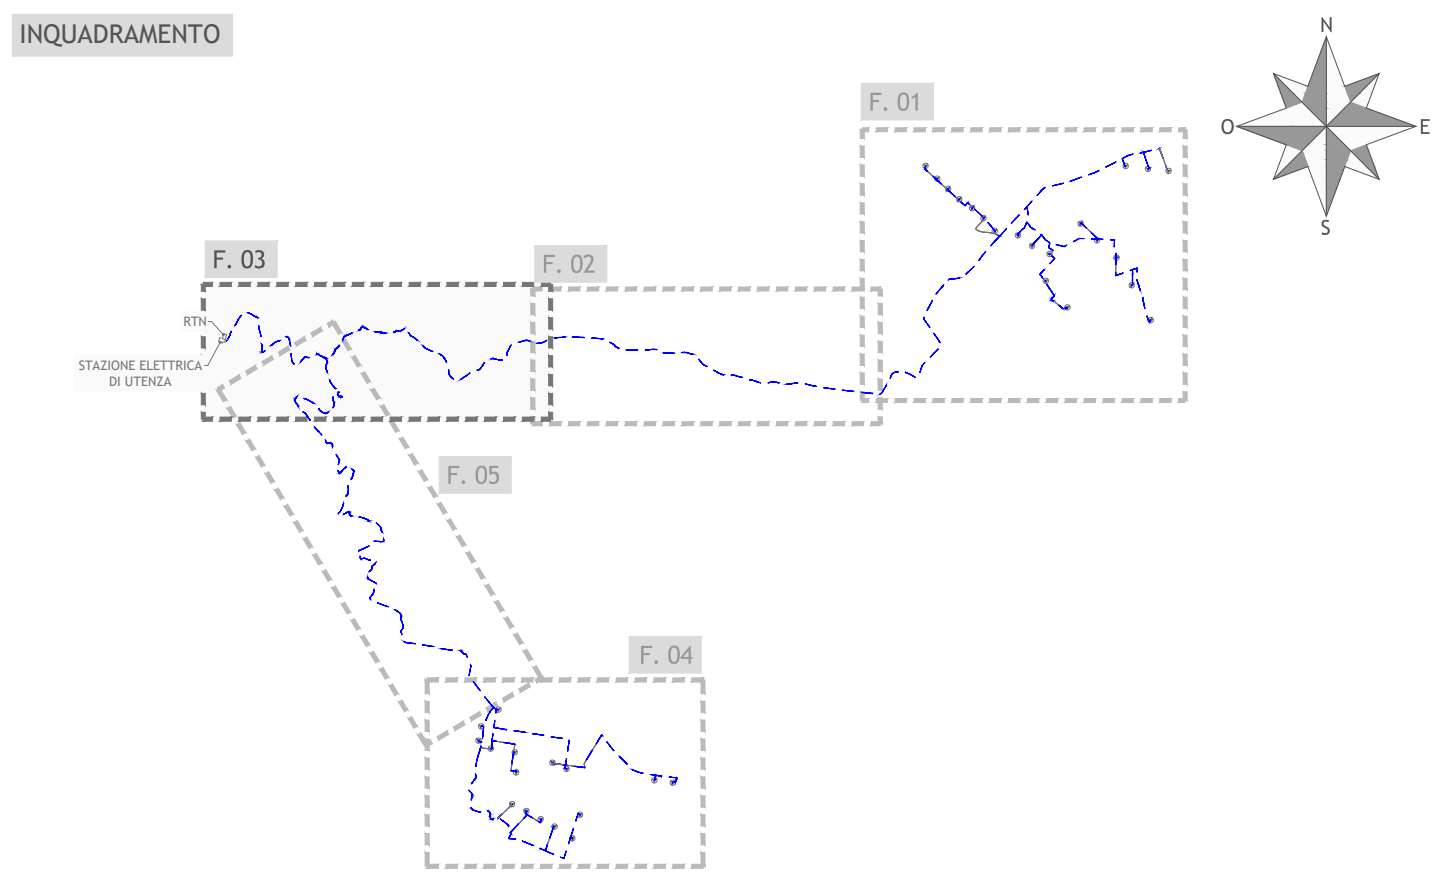 INQUADRAMENTO
N
O
E
S
F. 01
F. 03
F. 02
RTN
STAZIONE ELETTRICA
DI UTENZA
F. 05
F. 04